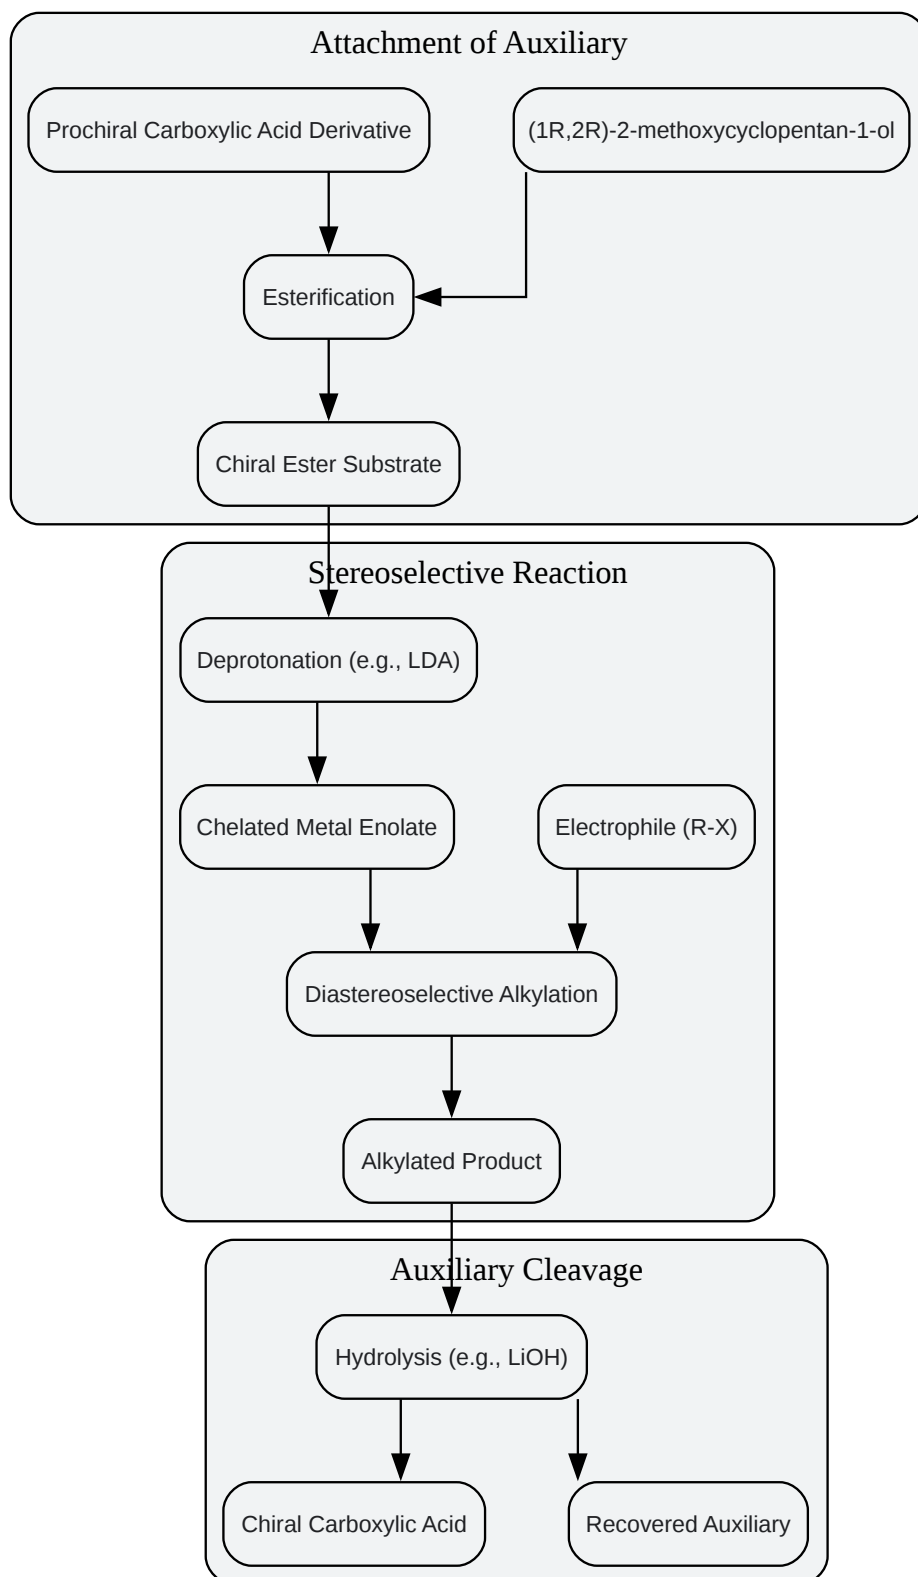 Attachment of Auxiliary
Prochiral Carboxylic Acid Derivative
(1R,2R)-2-methoxycyclopentan-1-ol
Esterification
Chiral Ester Substrate
Stereoselective Reaction
Deprotonation (e.g., LDA)
Chelated Metal Enolate
Electrophile (R-X)
Diastereoselective Alkylation
Alkylated Product
Auxiliary Cleavage
Hydrolysis (e.g., LiOH)
Chiral Carboxylic Acid
Recovered Auxiliary